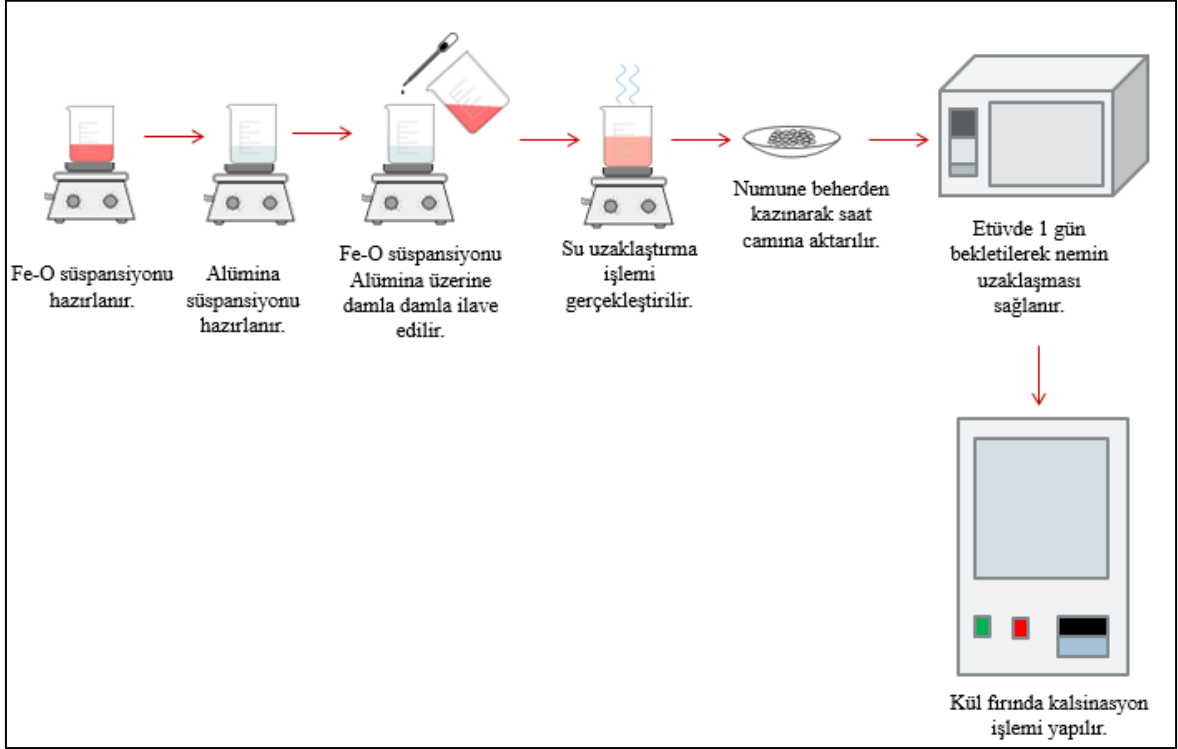 Fe-O süspansiyonu
hazırlanır.
Alümina
süspansiyonu
hazırlanır.
Fe-O süspansiyonu
Alümina üzerine
damla damla ilave
edilir.
Su uzaklaştırma
işlemi
gerçekleştirilir.
Numune beherden
kazınarak saat
camına aktarılır.
Etüvde 1 gün
bekletilerek nemin
uzaklaşması
sağlanır.
Kül fırında kalsinasyon
işlemi yapılır.